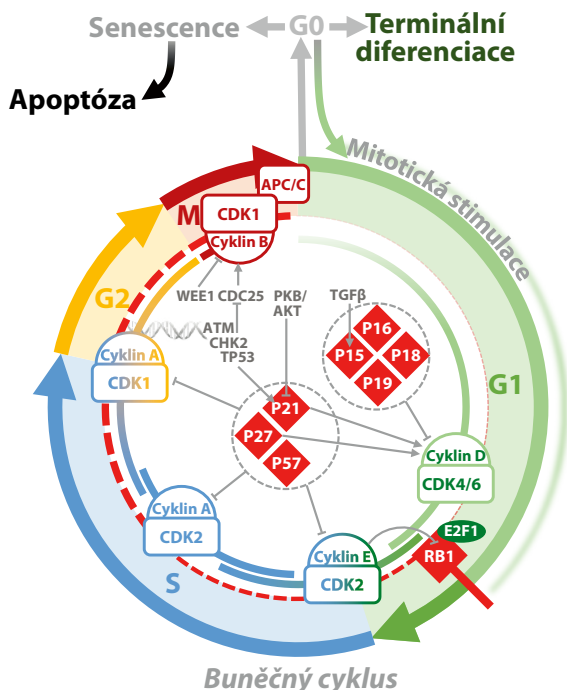 Senescence
G0
Terminální
diferenciace
Apoptóza
Mitotická stimulace
APC/C
M
CDK1
Cyklin B
G2
WEE1
CDC25
PKB/
AKT
TGFβ
ATM
CHK2
TP53
P16
P15
P18
P19
Cyklin A
CDK1
G1
P21
P27
P57
Cyklin D
CDK4/6
Cyklin A
CDK2
E2F1
Cyklin E
CDK2
RB1
S
Buněčný cyklus